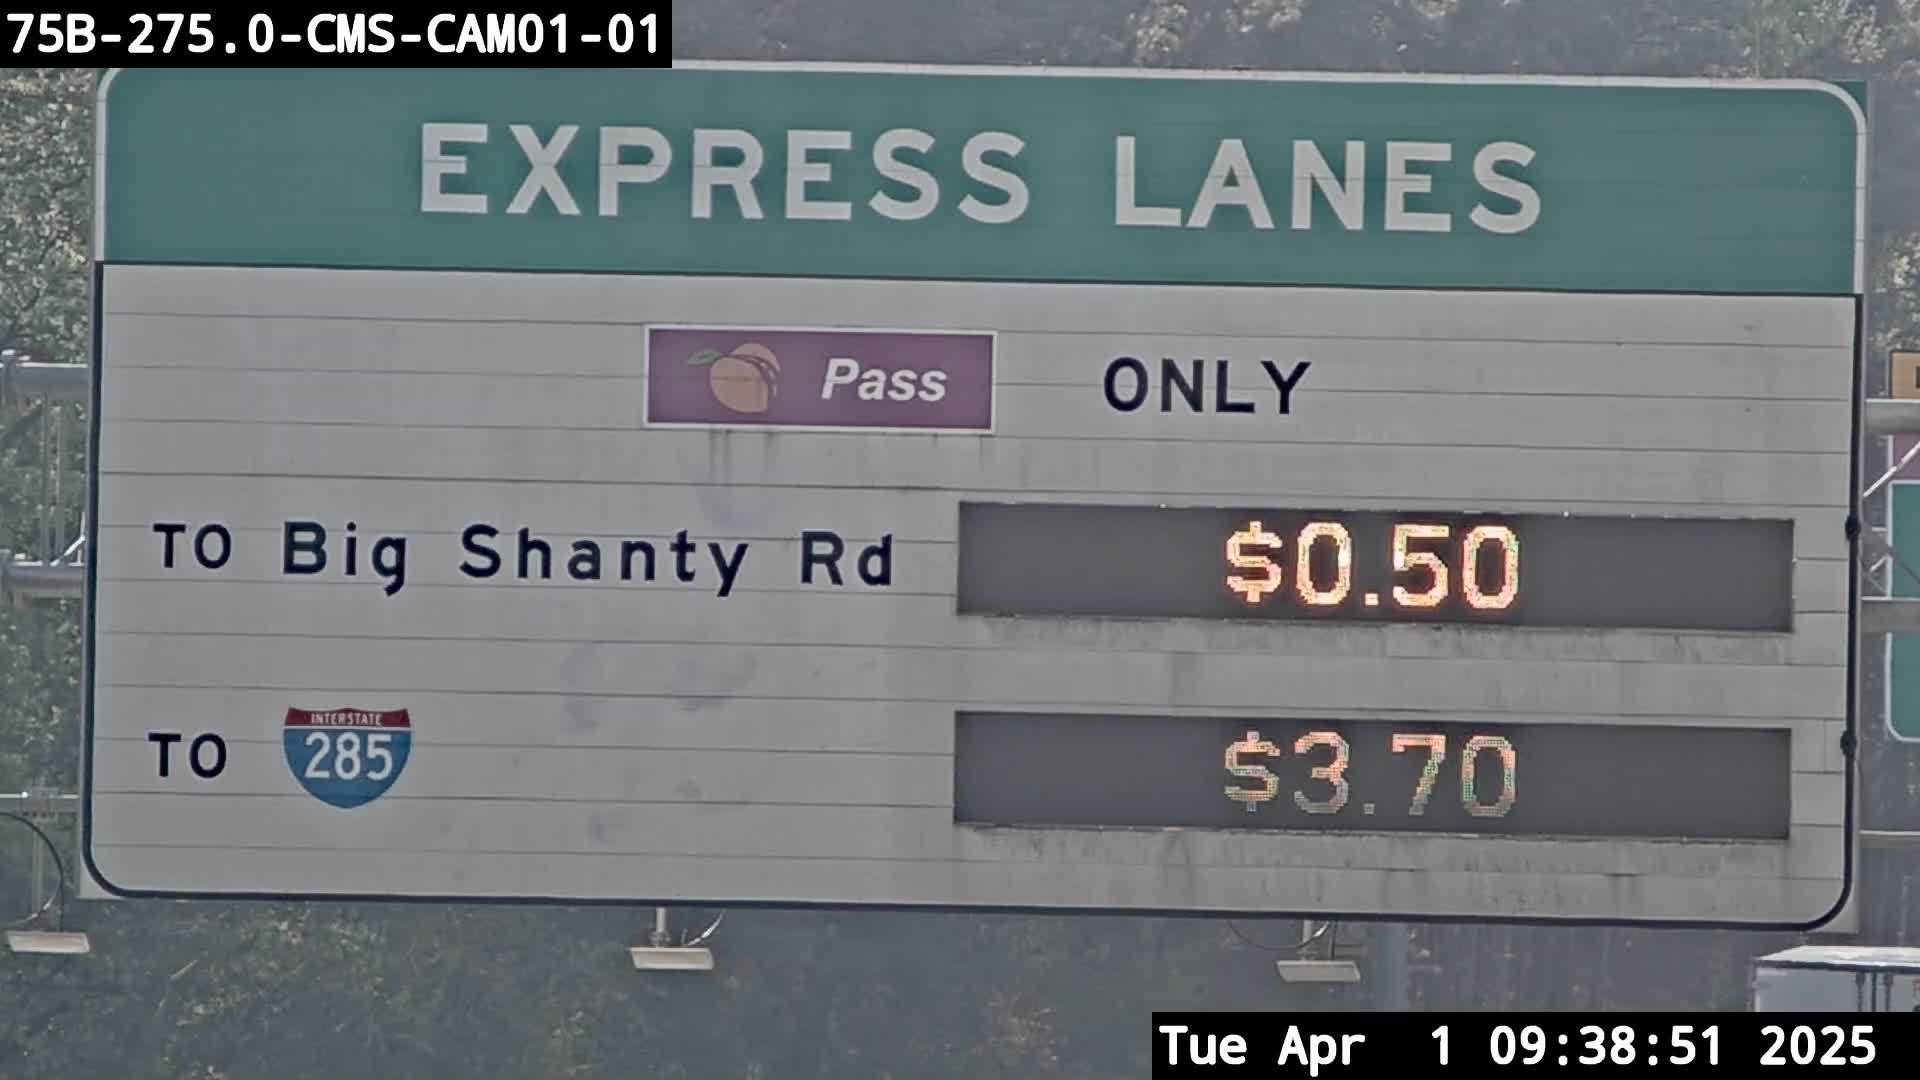 75B-275.0-CMS-CAM01-01
EXPRESS LANES
Pass ONLY
TO Big Shanty Rd $0.50
INTERSTATE
TO 285 $3.70
Tue Apr 1 09:38:51 2025